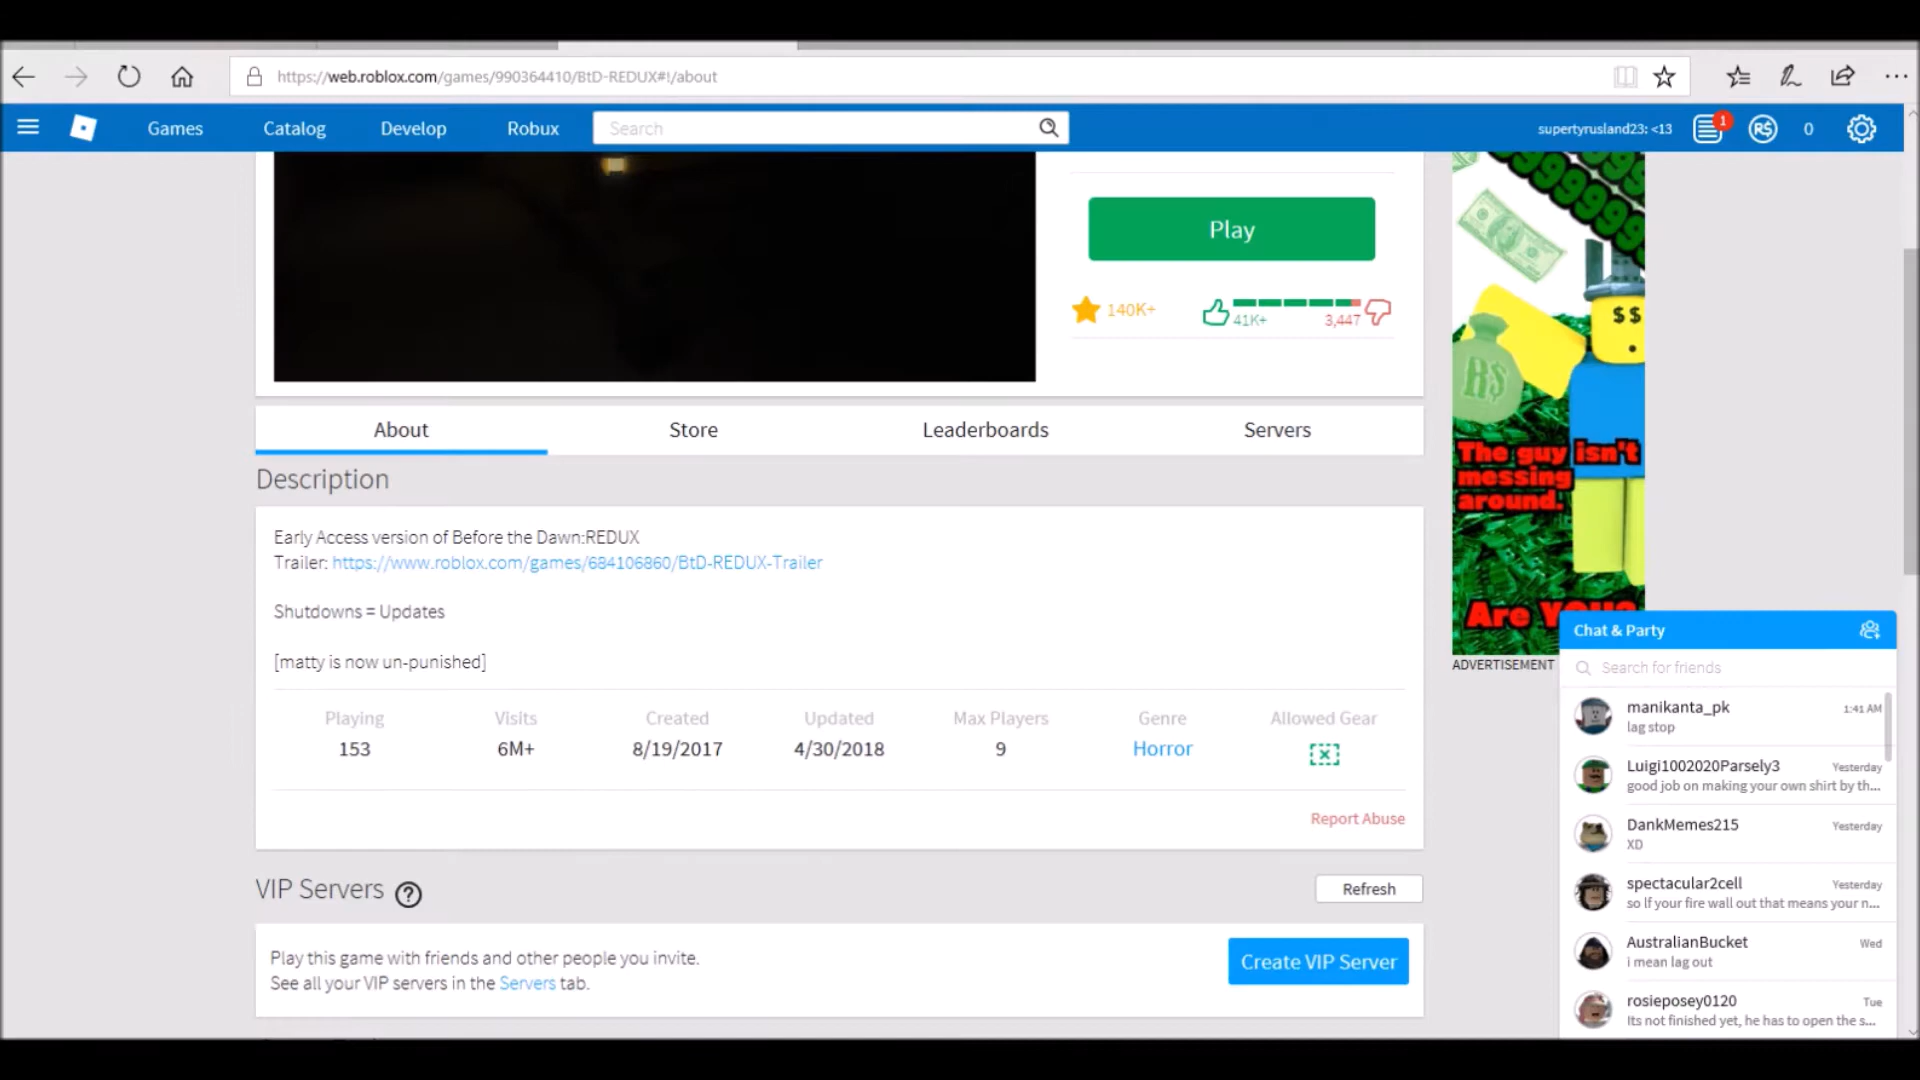 https://web.roblox.com/games/990364410/BtD-REDUX#!/about
Games
Catalog
Develop
Robux
Search
supertyrusland23: <13
1
R$
0
Play
140K+
41K+
3,447
About
Store
Leaderboards
Servers
Description
Early Access version of Before the Dawn:REDUX
Trailer: https://www.roblox.com/games/684106860/BtD-REDUX-Trailer
Shutdowns = Updates
[matty is now un-punished]
Playing
Visits
Created
Updated
Max Players
Genre
Allowed Gear
153
6M+
8/19/2017
4/30/2018
9
Horror
Report Abuse
VIP Servers ?
Refresh
Play this game with friends and other people you invite.
See all your VIP servers in the Servers tab.
Create VIP Server
$$
R$
The guy isn't
messing
around.
Are YOU?
ADVERTISEMENT
Chat & Party
Search for friends
manikanta_pk
1:41 AM
lag stop
Luigi1002020Parsely3
Yesterday
good job on making your own shirt by th...
DankMemes215
Yesterday
XD
spectacular2cell
Yesterday
so If your fire wall out that means your n...
AustralianBucket
Wed
i mean lag out
rosieposey0120
Tue
Its not finished yet, he has to open the s...